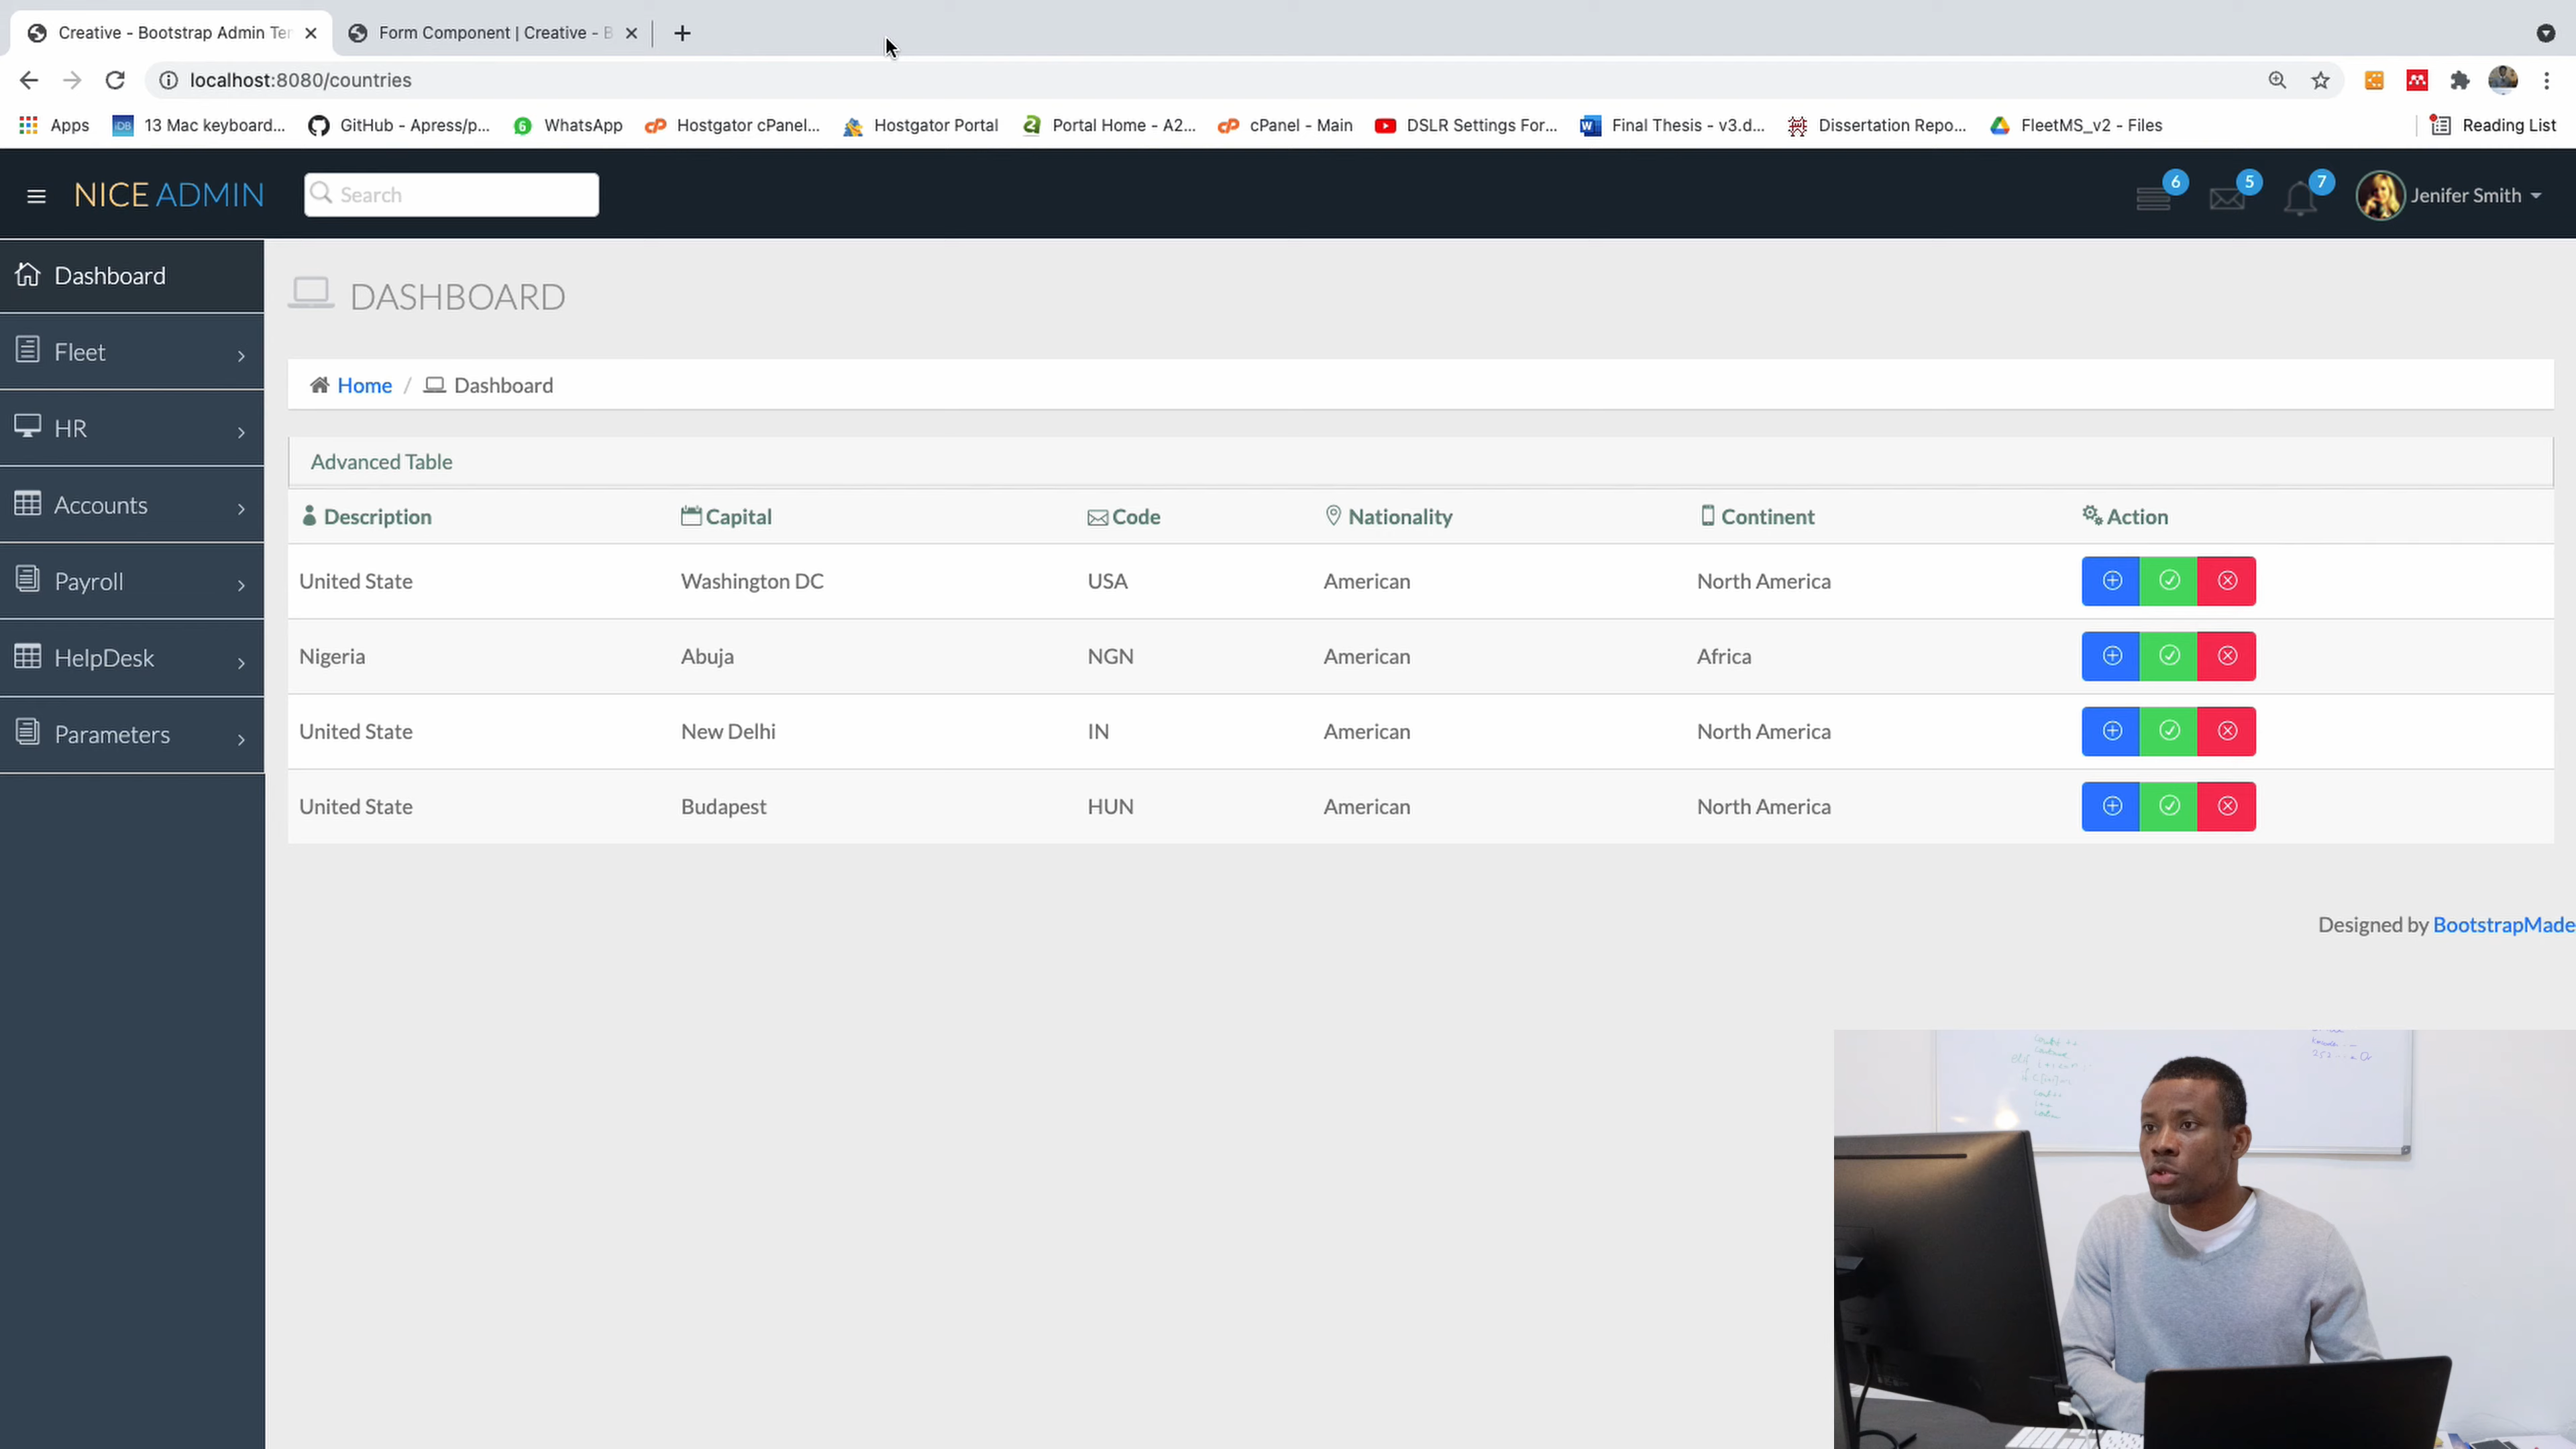 Creative - Bootstrap Admin Ter
Form Component | Creative - B
localhost:8080/countries
Apps
13 Mac keyboard...
GitHub - Apress/p...
WhatsApp
Hostgator cPanel...
Hostgator Portal
Portal Home - A2...
cPanel - Main
DSLR Settings For...
Final Thesis - v3.d...
Dissertation Repo...
FleetMS_v2 - Files
Reading List
NICE ADMIN
Search
6
5
7
Jenifer Smith
Dashboard
Fleet
HR
Accounts
Payroll
HelpDesk
Parameters
DASHBOARD
Home / Dashboard
Advanced Table
Description Capital Code Nationality Continent Action
United State Washington DC USA American North America
Nigeria Abuja NGN American Africa
United State New Delhi IN American North America
United State Budapest HUN American North America
Designed by BootstrapMade